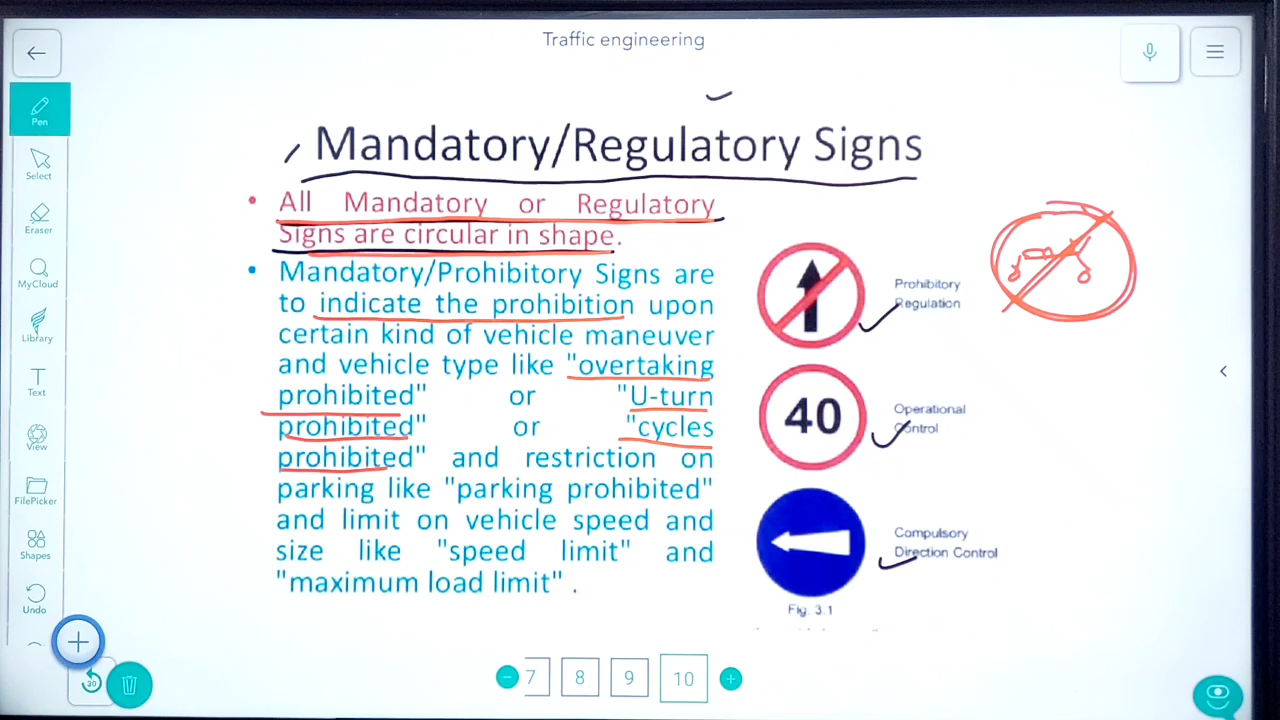 Traffic engineering
Pen
Select
Eraser
MyCloud
Library
Text
View
FilePicker
Shapes
Undo
30
Mandatory/Regulatory Signs
• All Mandatory or Regulatory
Signs are circular in shape.
• Mandatory/Prohibitory Signs are
to indicate the prohibition upon
certain kind of vehicle maneuver
and vehicle type like "overtaking
prohibited" or "U-turn
prohibited" or "cycles
prohibited" and restriction on
parking like "parking prohibited"
and limit on vehicle speed and
size like "speed limit" and
"maximum load limit" .
Prohibitory
Regulation
40
Operational
Control
Compulsory
Direction Control
Fig. 3.1
7 8 9 10